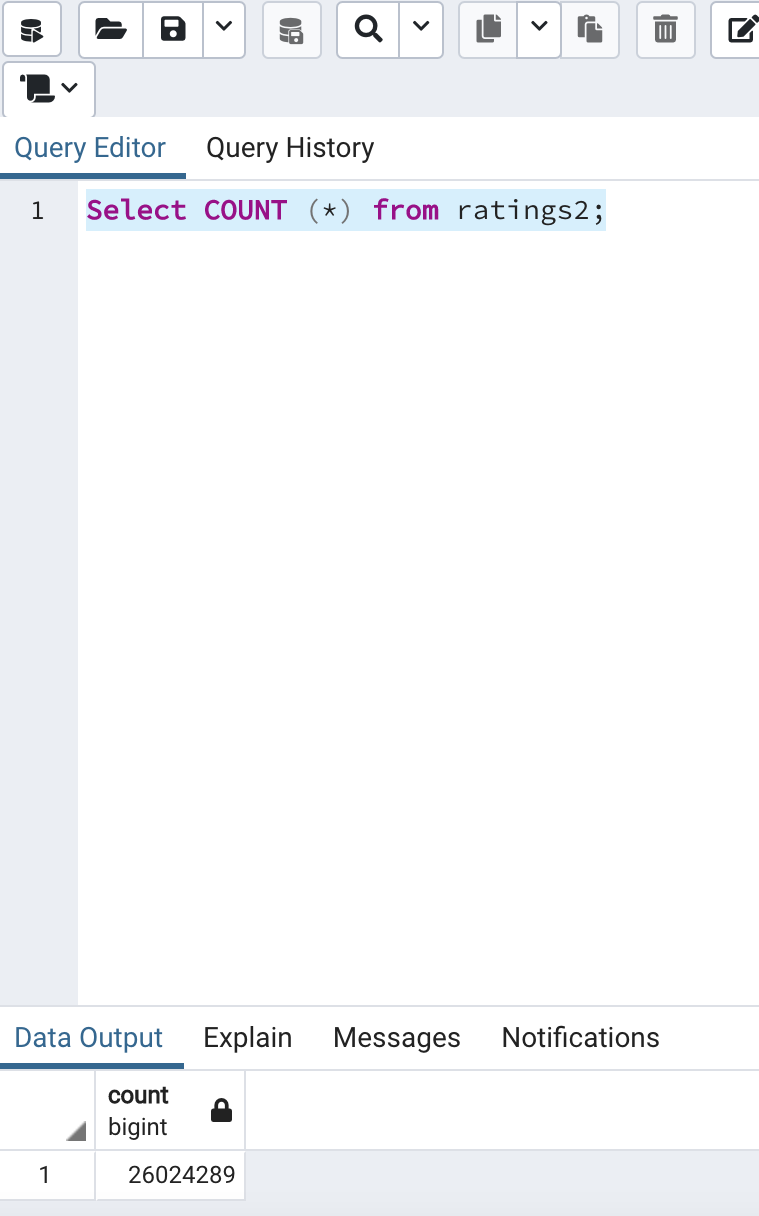 Query Editor Query History
1 Select COUNT (*) from ratings2;
Data Output Explain Messages Notifications
count
bigint
1 26024289